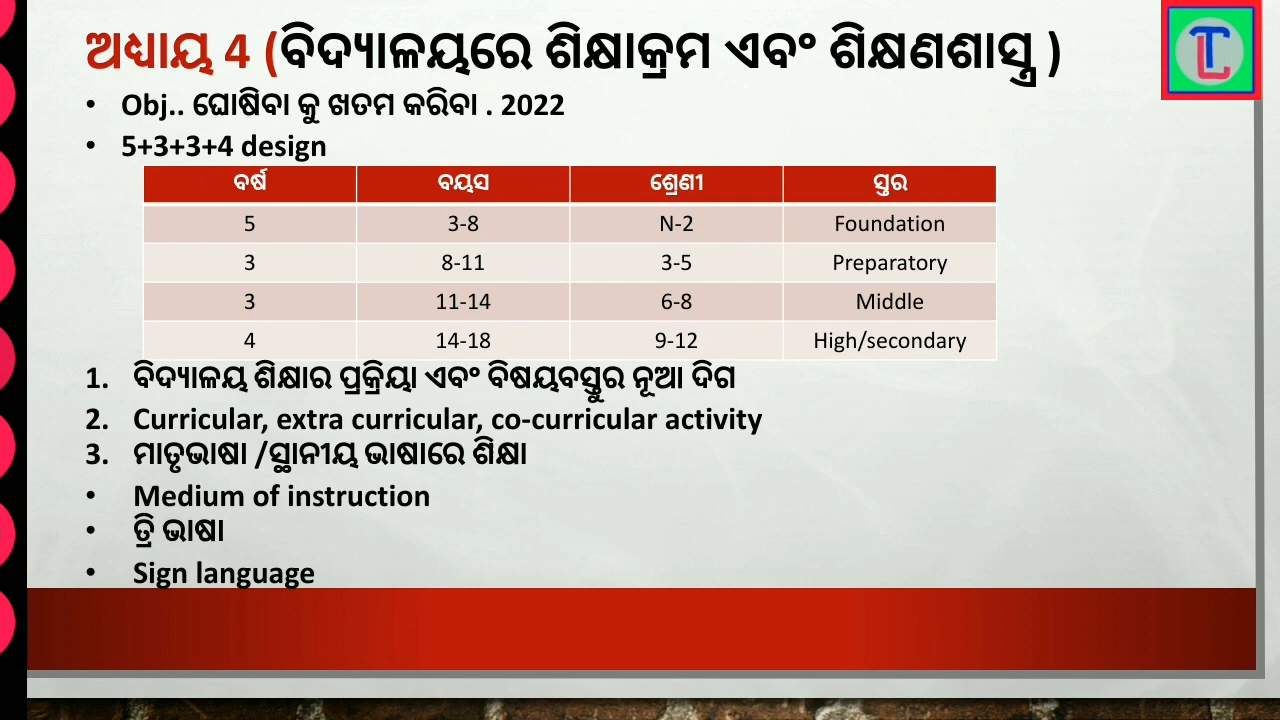 ଅଧ୍ୟାୟ 4 (ବିଦ୍ୟାଳୟରେ ଶିକ୍ଷାକ୍ରମ ଏବଂ ଶିକ୍ଷଣଶାସ୍ତ୍ର )
TL
• Obj.. ଘୋଷିବା କୁ ଖତମ କରିବା . 2022
• 5+3+3+4 design
ବର୍ଷ ବୟସ ଶ୍ରେଣୀ ସ୍ତର
5 3-8 N-2 Foundation
3 8-11 3-5 Preparatory
3 11-14 6-8 Middle
4 14-18 9-12 High/secondary
1. ବିଦ୍ୟାଳୟ ଶିକ୍ଷାର ପ୍ରକ୍ରିୟା ଏବଂ ବିଷୟବସ୍ତୁର ନୂଆ ଦିଗ
2. Curricular, extra curricular, co-curricular activity
3. ମାତୃଭାଷା /ସ୍ଥାନୀୟ ଭାଷାରେ ଶିକ୍ଷା
• Medium of instruction
• ତ୍ରି ଭାଷା
• Sign language